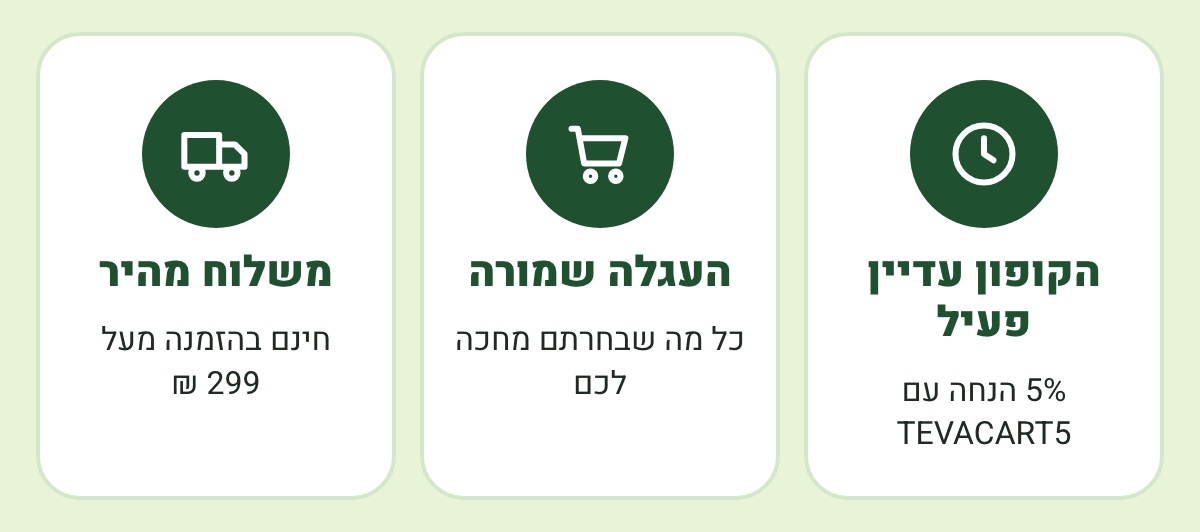 הקופון עדיין
פעיל
5% הנחה עם
TEVACART5
העגלה שמורה
כל מה שבחרתם מחכה
לכם
משלוח מהיר
חינם בהזמנה מעל
299 ₪